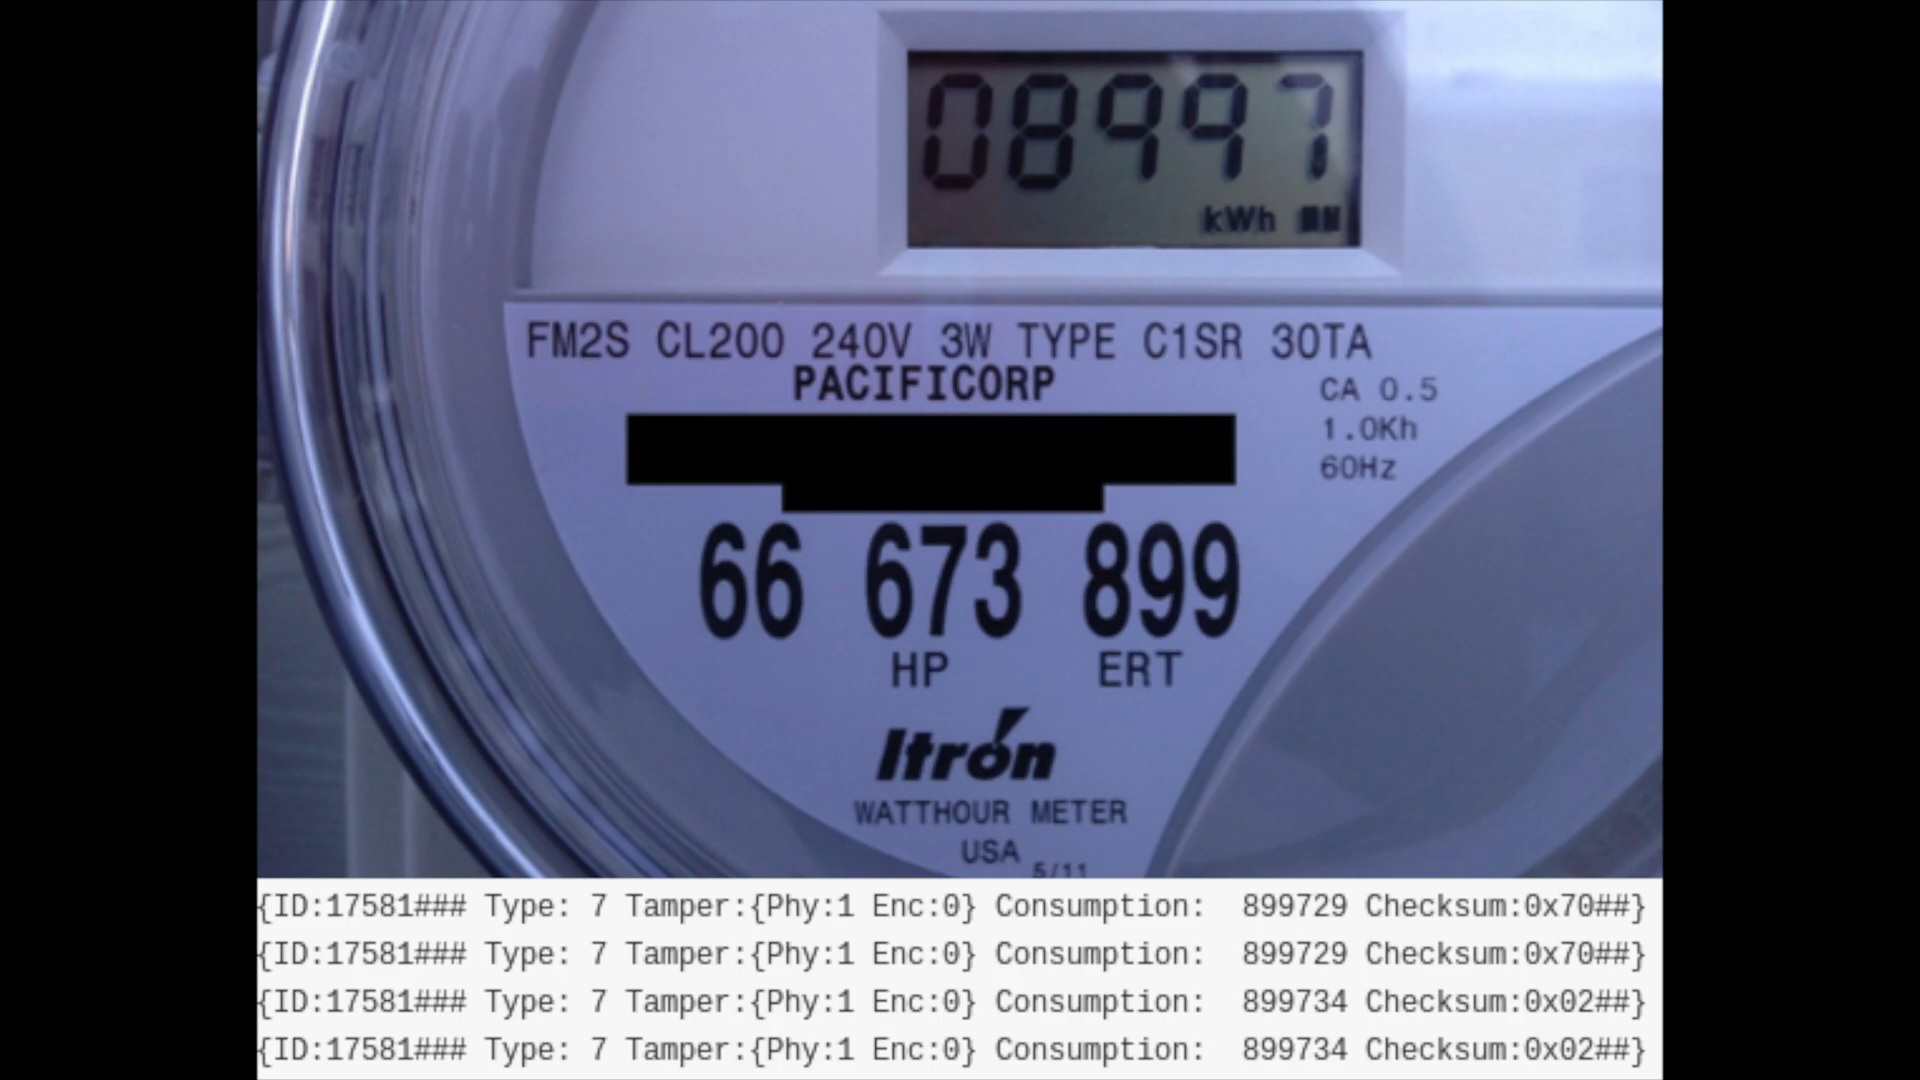 08997
kWh
FM2S CL200 240V 3W TYPE C1SR 30TA
PACIFICORP
CA 0.5
1.0Kh
60Hz
66 673 899
HP ERT
Itron
WATTHOUR METER
USA
5/11
{ID:17581### Type: 7 Tamper:{Phy:1 Enc:0} Consumption:  899729 Checksum:0x70##}
{ID:17581### Type: 7 Tamper:{Phy:1 Enc:0} Consumption:  899729 Checksum:0x70##}
{ID:17581### Type: 7 Tamper:{Phy:1 Enc:0} Consumption:  899734 Checksum:0x02##}
{ID:17581### Type: 7 Tamper:{Phy:1 Enc:0} Consumption:  899734 Checksum:0x02##}